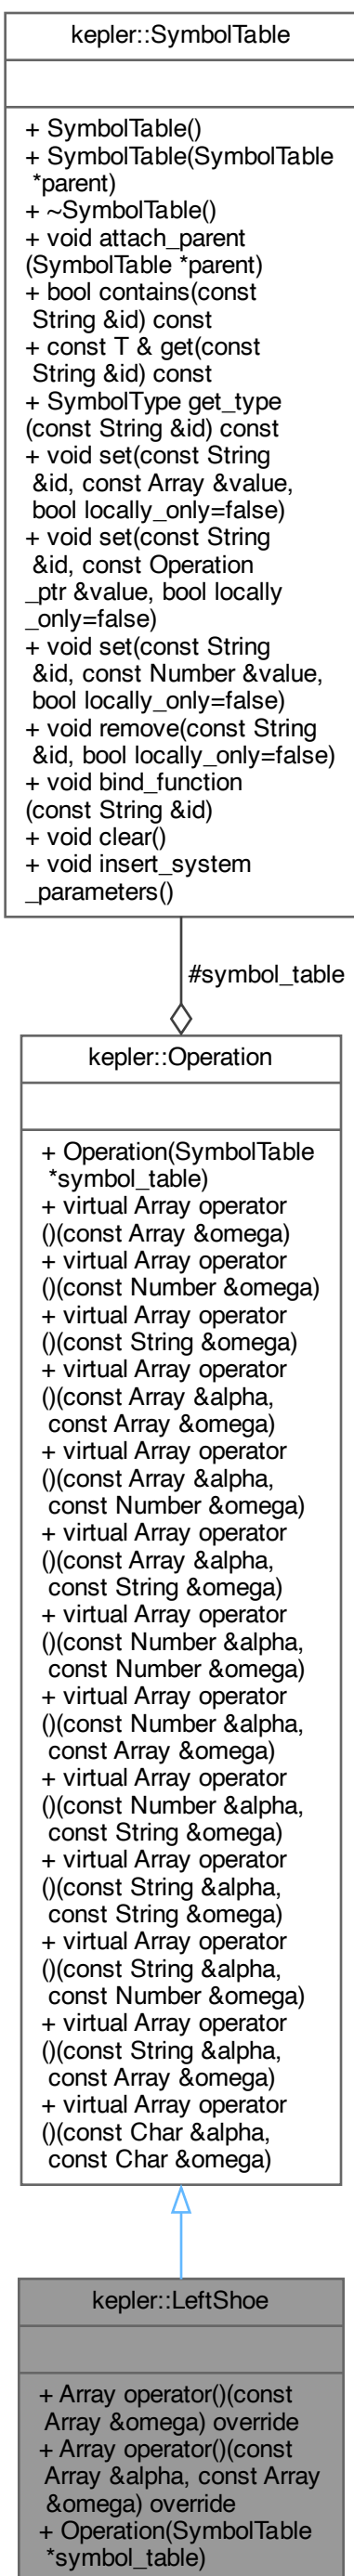 kepler::SymbolTable
+ SymbolTable()
+ SymbolTable(SymbolTable
*parent)
+ ~SymbolTable()
+ void attach_parent
(SymbolTable *parent)
+ bool contains(const
String &id) const
+ const T & get(const
String &id) const
+ SymbolType get_type
(const String &id) const
+ void set(const String
&id, const Array &value,
bool locally_only=false)
+ void set(const String
&id, const Operation
_ptr &value, bool locally
_only=false)
+ void set(const String
&id, const Number &value,
bool locally_only=false)
+ void remove(const String
&id, bool locally_only=false)
+ void bind_function
(const String &id)
+ void clear()
+ void insert_system
_parameters()
#symbol_table
kepler::Operation
+ Operation(SymbolTable
*symbol_table)
+ virtual Array operator
()(const Array &omega)
+ virtual Array operator
()(const Number &omega)
+ virtual Array operator
()(const String &omega)
+ virtual Array operator
()(const Array &alpha,
const Array &omega)
+ virtual Array operator
()(const Array &alpha,
const Number &omega)
+ virtual Array operator
()(const Array &alpha,
const String &omega)
+ virtual Array operator
()(const Number &alpha,
const Number &omega)
+ virtual Array operator
()(const Number &alpha,
const Array &omega)
+ virtual Array operator
()(const Number &alpha,
const String &omega)
+ virtual Array operator
()(const String &alpha,
const String &omega)
+ virtual Array operator
()(const String &alpha,
const Number &omega)
+ virtual Array operator
()(const String &alpha,
const Array &omega)
+ virtual Array operator
()(const Char &alpha,
const Char &omega)
kepler::LeftShoe
+ Array operator()(const
Array &omega) override
+ Array operator()(const
Array &alpha, const Array
&omega) override
+ Operation(SymbolTable
*symbol_table)